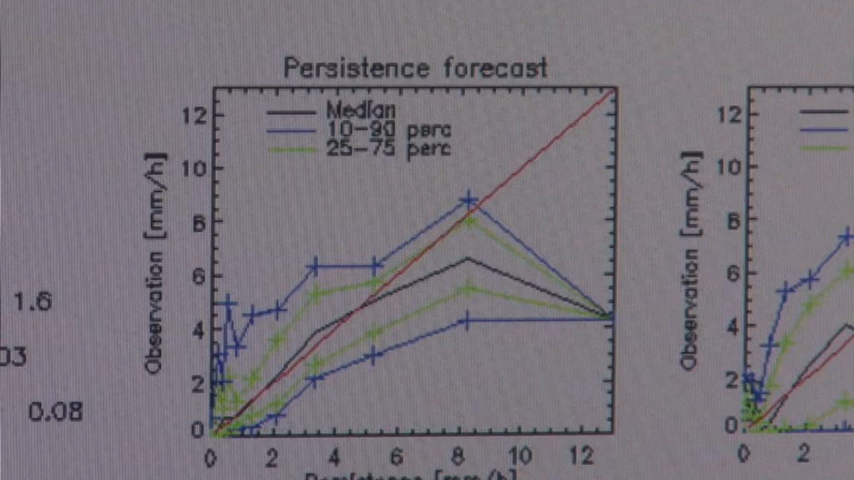 Persistence forecast
Median
10-90 perc
25-75 perc
Observation [mm/h]
12
10
8
6
4
2
0
0 2 4 6 8 10 12
Persistence [mm/h]
1.6
03
0.08
Observation [mm/h]
12
10
8
6
4
2
0
0 2